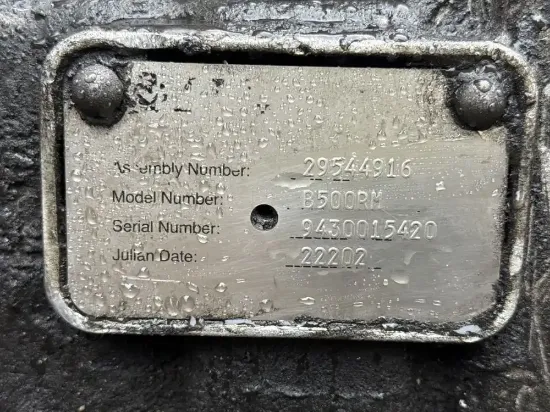 Assembly Number: 29544916
Model Number: B500RM
Serial Number: 9430015420
Julian Date: 22202